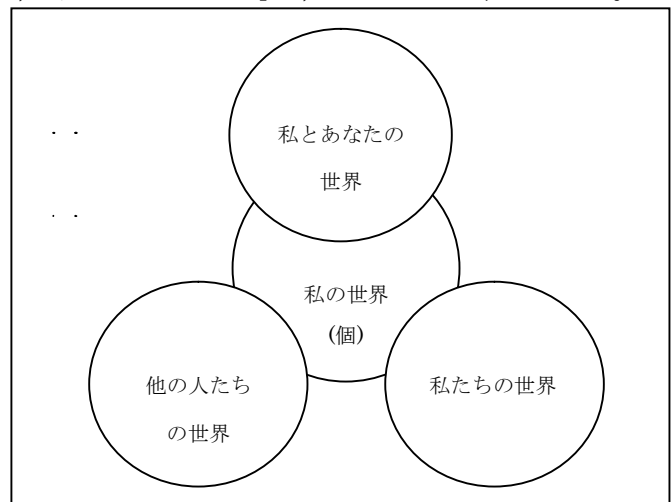 私とあなたの
世界
私の世界
(個)
他の人たち
の世界
私たちの世界